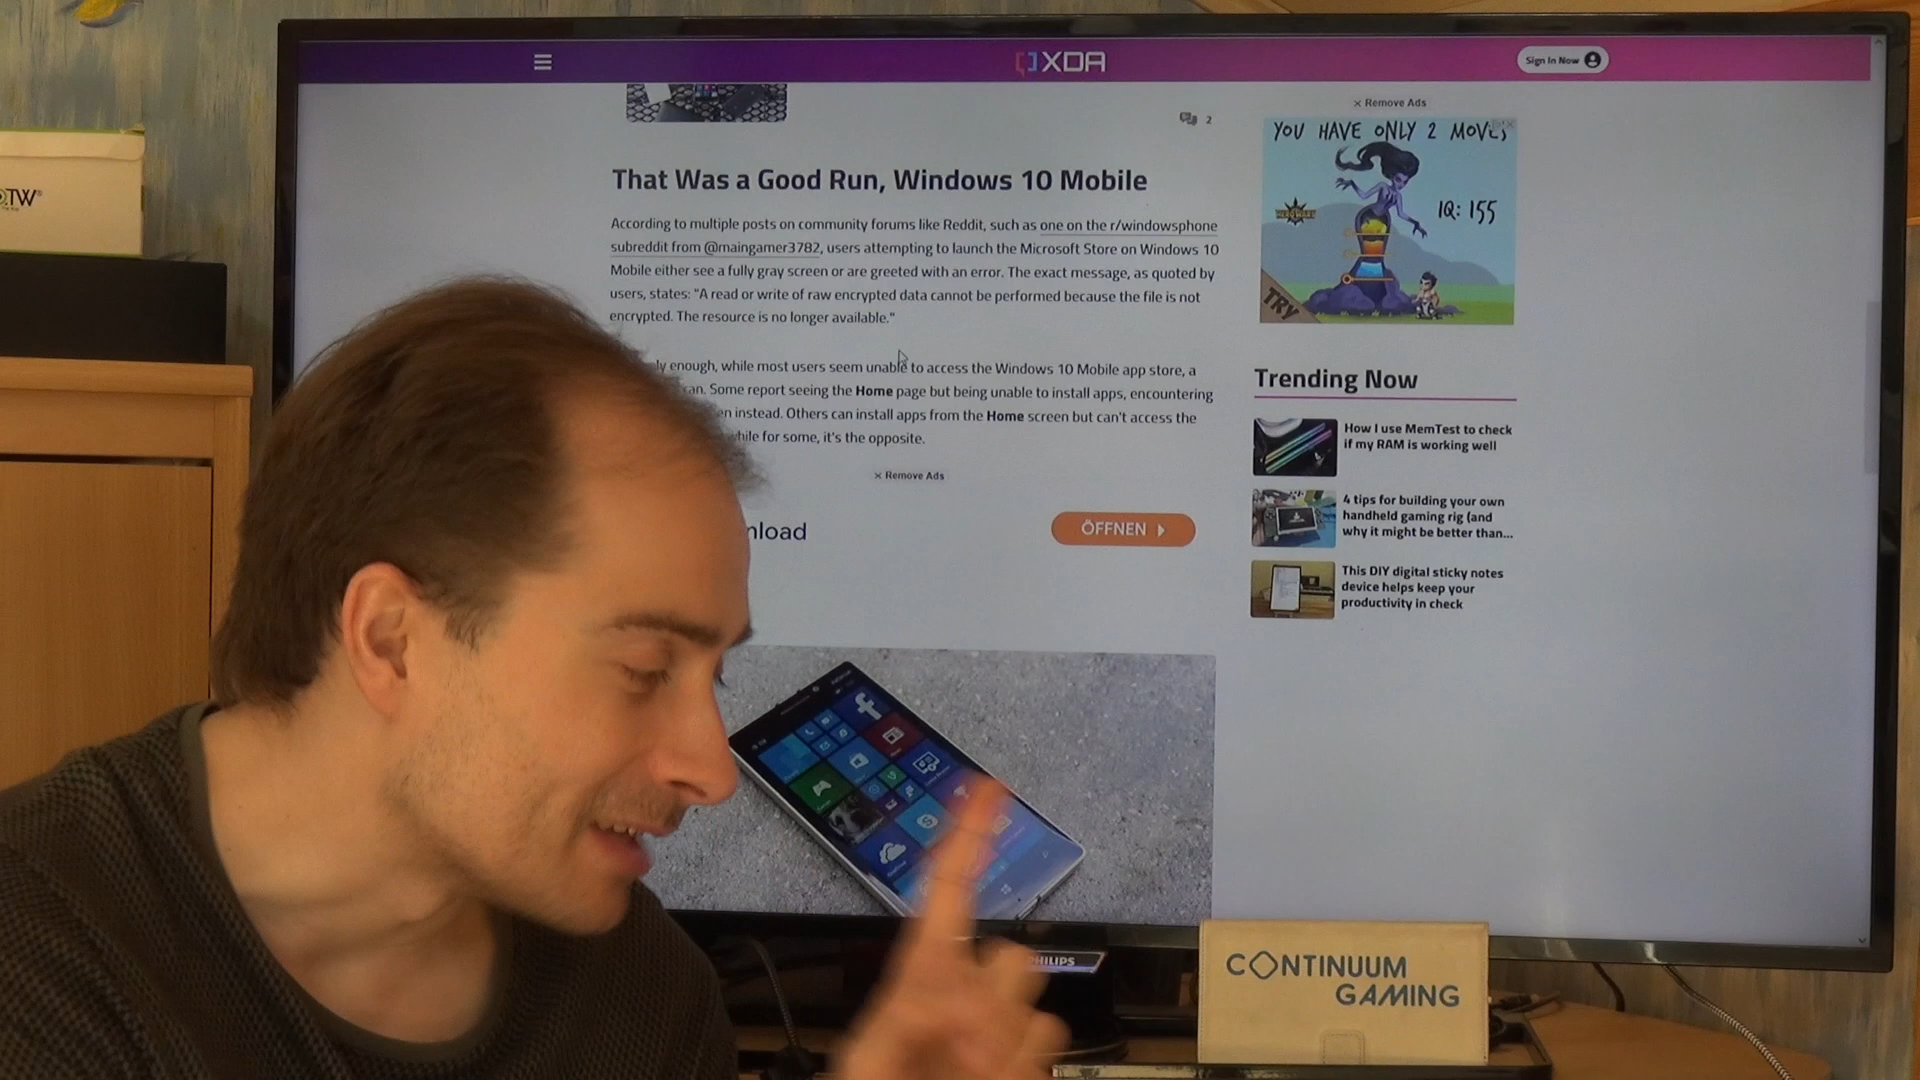 XDA
Sign In Now
2
That Was a Good Run, Windows 10 Mobile
According to multiple posts on community forums like Reddit, such as one on the r/windowsphone
subreddit from @maingamer3782, users attempting to launch the Microsoft Store on Windows 10
Mobile either see a fully gray screen or are greeted with an error. The exact message, as quoted by
users, states: "A read or write of raw encrypted data cannot be performed because the file is not
encrypted. The resource is no longer available."
enough, while most users seem unable to access the Windows 10 Mobile app store, a
Some report seeing the Home page but being unable to install apps, encountering
instead. Others can install apps from the Home screen but can't access the
while for some, it's the opposite.
× Remove Ads
ÖFFNEN
× Remove Ads
YOU HAVE ONLY 2 MOVES
IQ: 155
TRY
Trending Now
How I use MemTest to check
if my RAM is working well
4 tips for building your own
handheld gaming rig (and
why it might be better than...
This DIY digital sticky notes
device helps keep your
productivity in check
PHILIPS
CONTINUUM
GAMING